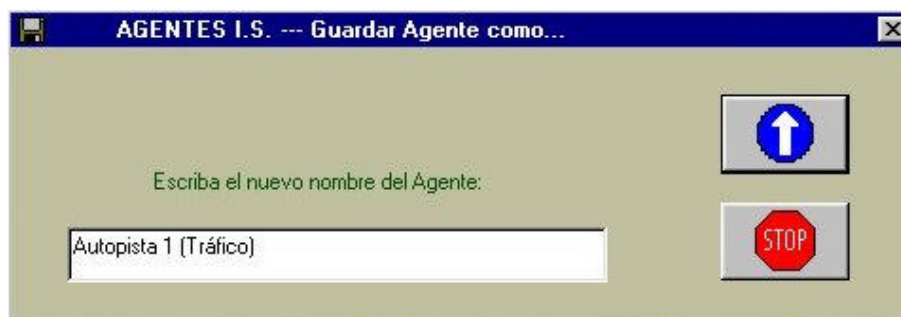 AGENTES I.S. --- Guardar Agente como...
Escriba el nuevo nombre del Agente:
Autopista 1 (Tráfico)
STOP